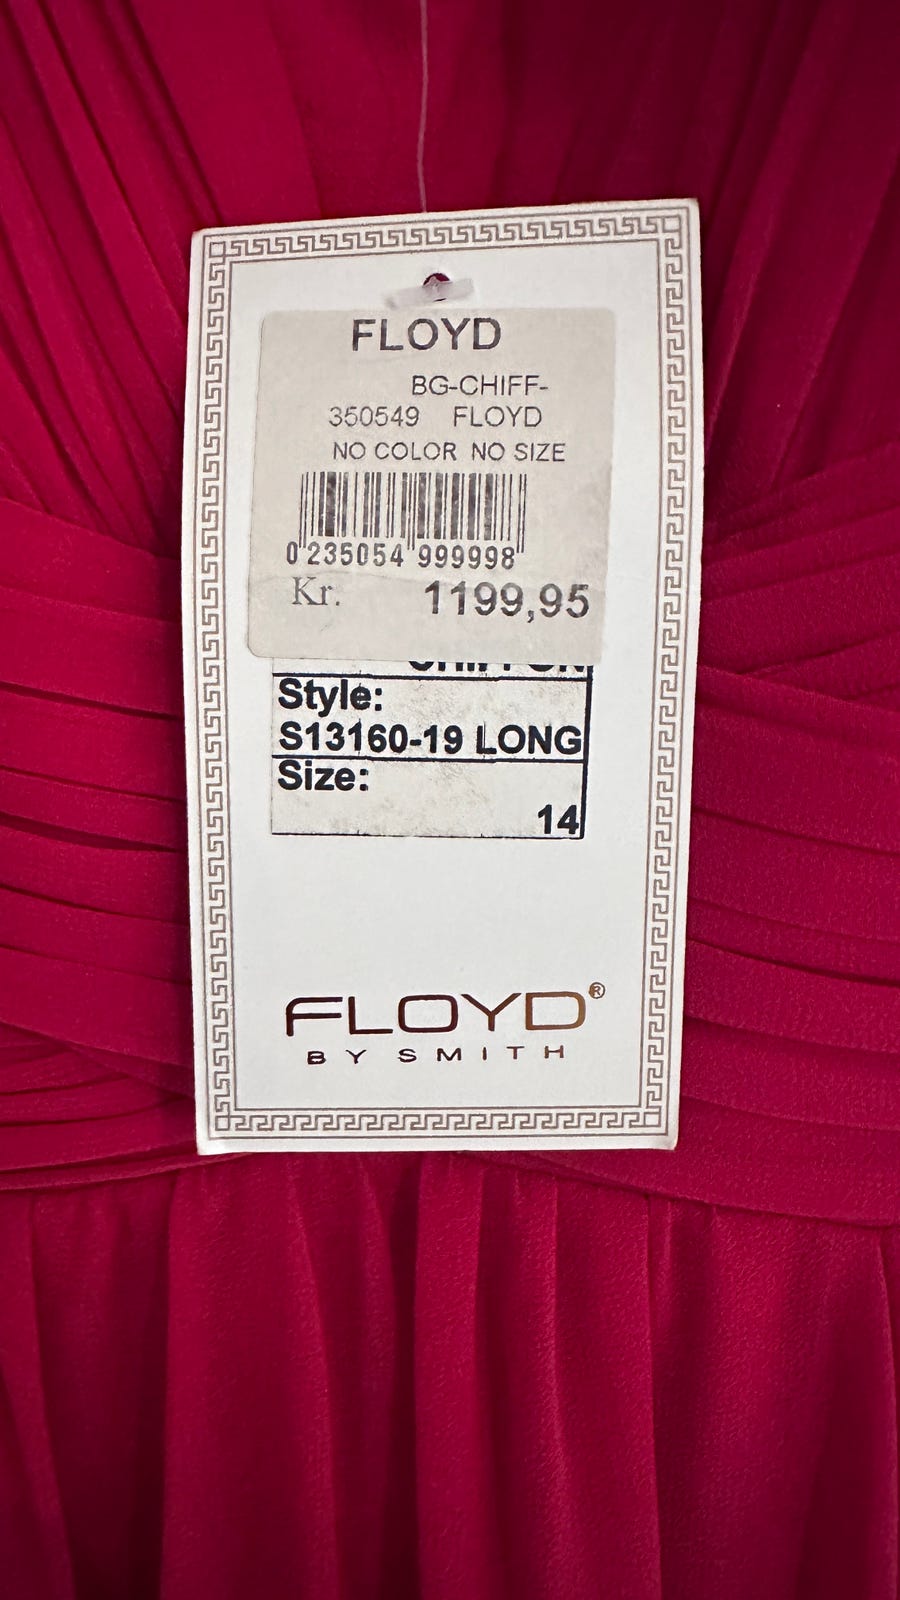 FLOYD
BG-CHIFF-
350549 FLOYD
NO COLOR NO SIZE
0 235054 999998
Kr. 1199,95
Style:
S13160-19 LONG
Size:
14
FLOYD®
BY SMITH